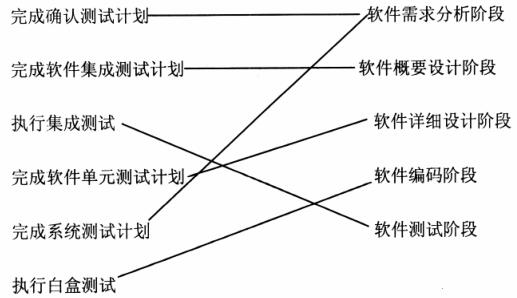 完成确认测试计划
软件需求分析阶段
完成软件集成测试计划
软件概要设计阶段
执行集成测试
软件详细设计阶段
完成软件单元测试计划
软件编码阶段
完成系统测试计划
软件测试阶段
执行白盒测试